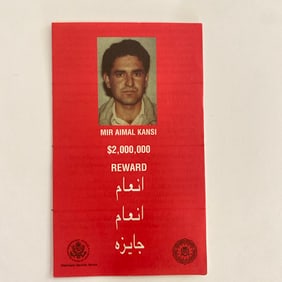 MIR AIMAL KANSI
$2,000,000
REWARD
انعام
انعام
جایزه